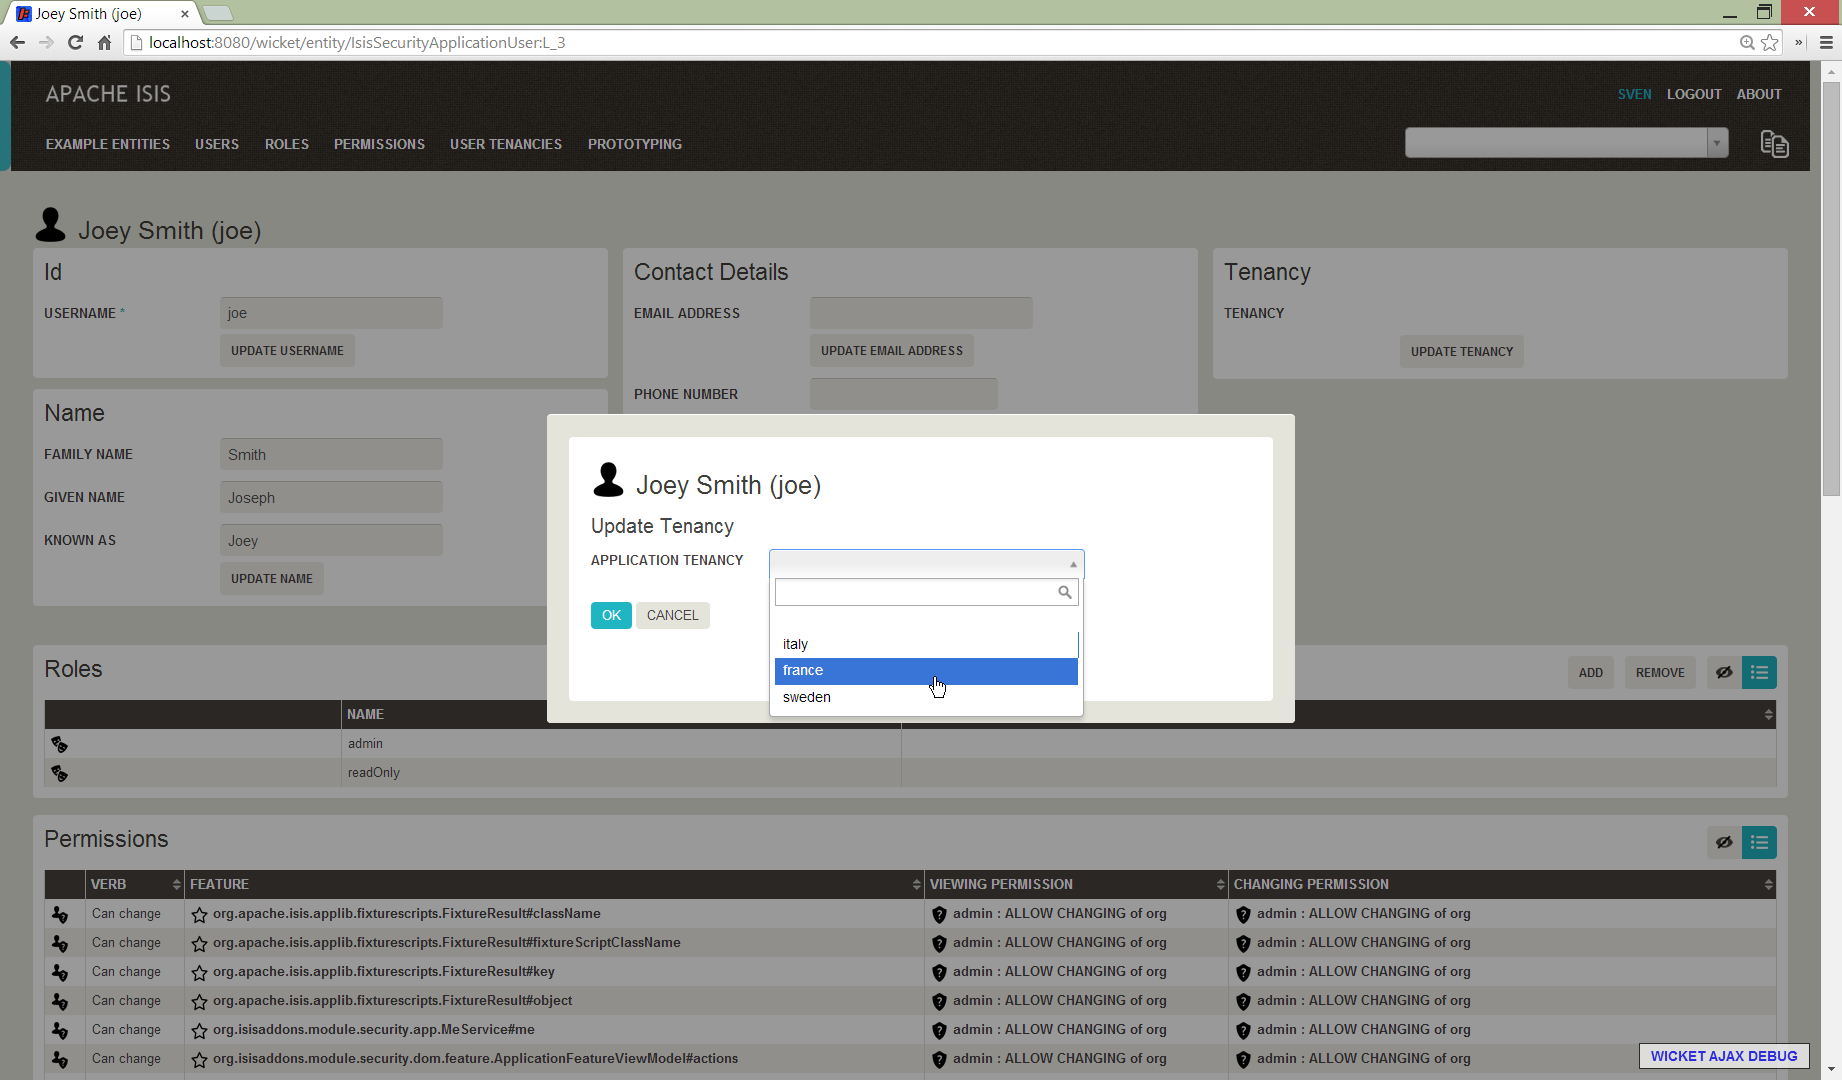 Joey Smith (joe)
localhost:8080/wicket/entity/IsisSecurityApplicationUser:L_3
APACHE ISIS
SVEN LOGOUT ABOUT
EXAMPLE ENTITIES USERS ROLES PERMISSIONS USER TENANCIES PROTOTYPING
Joey Smith (joe)
Id
USERNAME *
joe
UPDATE USERNAME
Name
FAMILY NAME
Smith
GIVEN NAME
Joseph
KNOWN AS
Joey
UPDATE NAME
Contact Details
EMAIL ADDRESS
UPDATE EMAIL ADDRESS
PHONE NUMBER
Tenancy
TENANCY
UPDATE TENANCY
Joey Smith (joe)
Update Tenancy
APPLICATION TENANCY
italy
france
sweden
OK CANCEL
Roles
ADD REMOVE
NAME
admin
readOnly
Permissions
VERB FEATURE VIEWING PERMISSION CHANGING PERMISSION
Can change org.apache.isis.applib.fixturescripts.FixtureResult#className admin : ALLOW CHANGING of org admin : ALLOW CHANGING of org
Can change org.apache.isis.applib.fixturescripts.FixtureResult#fixtureScriptClassName admin : ALLOW CHANGING of org admin : ALLOW CHANGING of org
Can change org.apache.isis.applib.fixturescripts.FixtureResult#key admin : ALLOW CHANGING of org admin : ALLOW CHANGING of org
Can change org.apache.isis.applib.fixturescripts.FixtureResult#object admin : ALLOW CHANGING of org admin : ALLOW CHANGING of org
Can change org.isisaddons.module.security.app.MeService#me admin : ALLOW CHANGING of org admin : ALLOW CHANGING of org
Can change org.isisaddons.module.security.dom.feature.ApplicationFeatureViewModel#actions admin : ALLOW CHANGING of org admin : ALLOW CHANGING of org
WICKET AJAX DEBUG